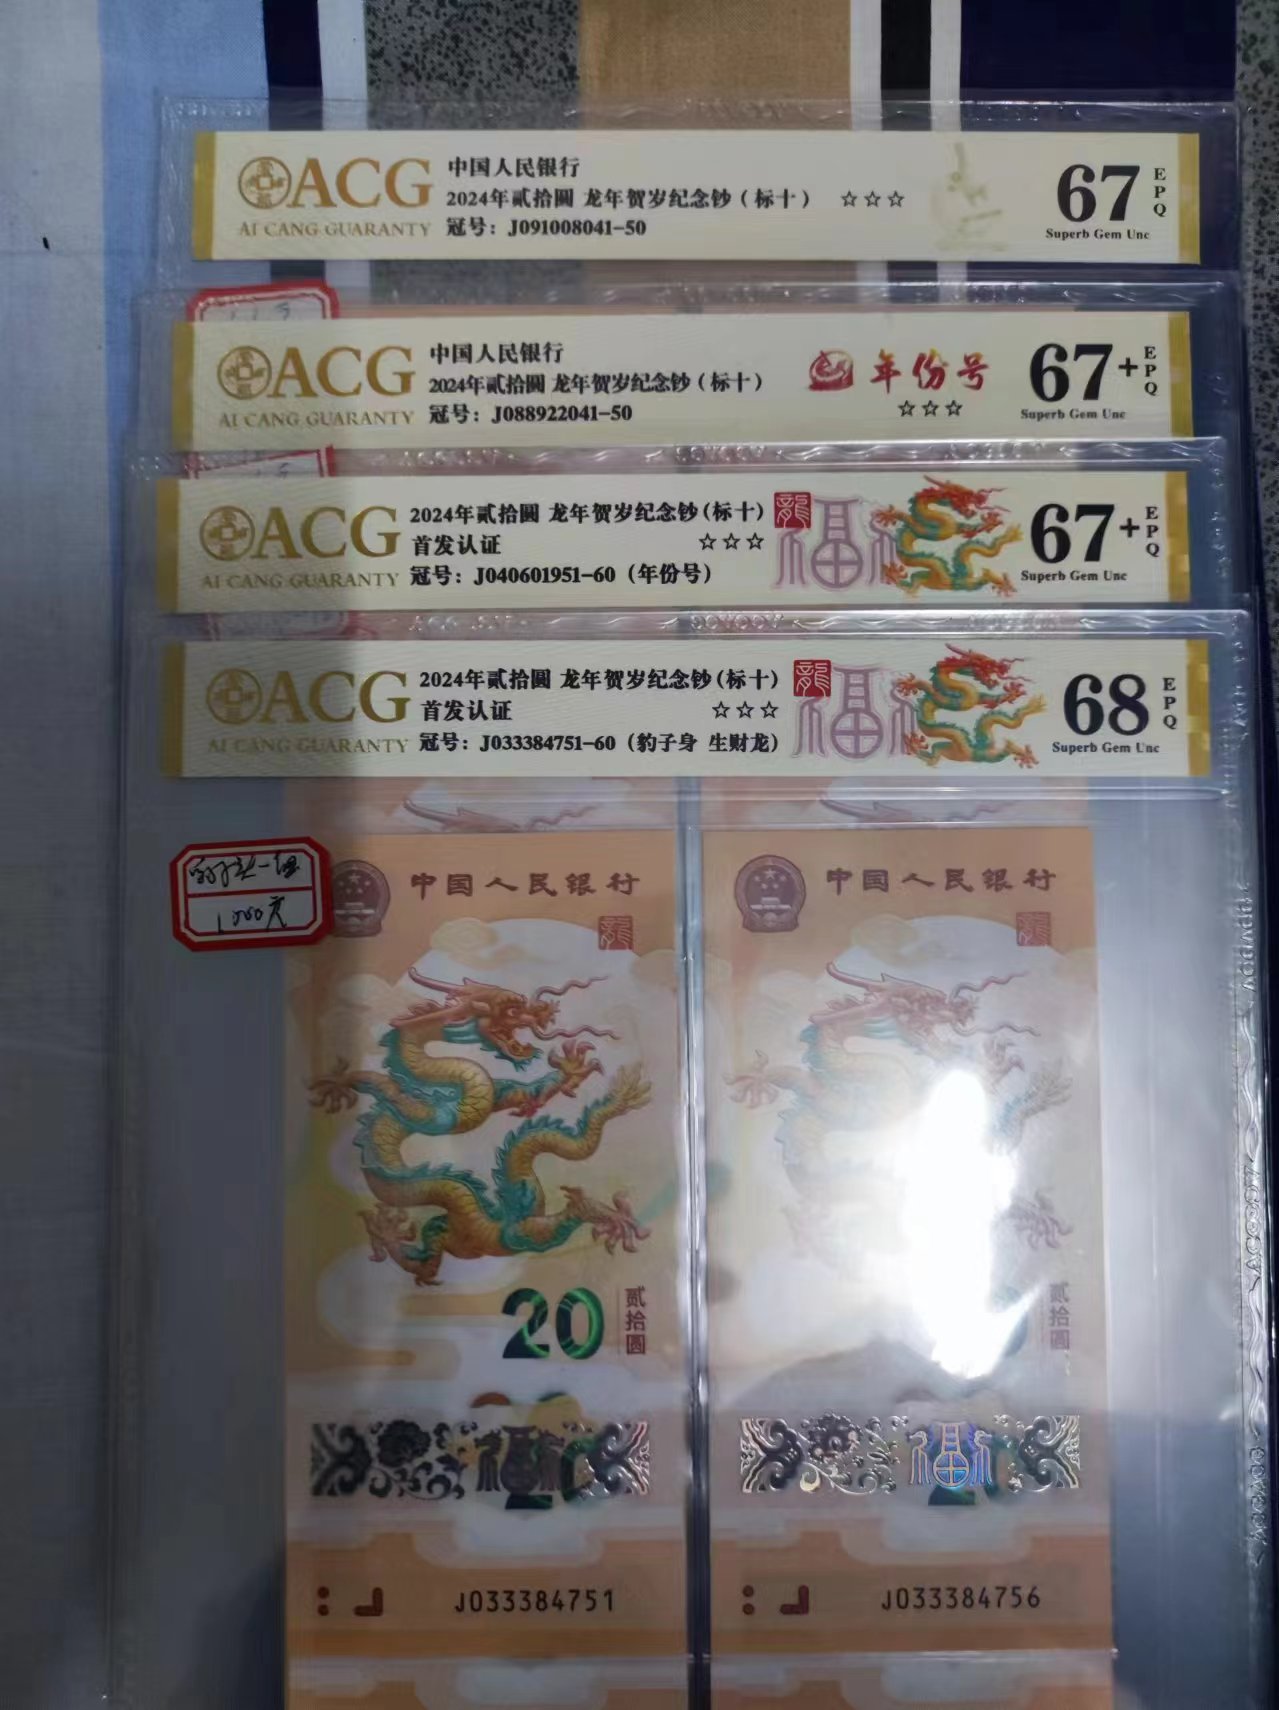 ACG
AI CANG GUARANTY
中国人民银行
2024年贰拾圆 龙年贺岁纪念钞（标十） ☆☆☆
冠号：J091008041-50
67 EPQ
Superb Gem Unc
ACG
AI CANG GUARANTY
中国人民银行
2024年贰拾圆 龙年贺岁纪念钞（标十）
冠号：J088922041-50
年份号
☆☆☆
67+ EPQ
Superb Gem Unc
ACG
AI CANG GUARANTY
2024年贰拾圆 龙年贺岁纪念钞（标十）
首发认证 ☆☆☆
冠号：J040601951-60（年份号）
龍
福
67+ EPQ
Superb Gem Unc
ACG
AI CANG GUARANTY
2024年贰拾圆 龙年贺岁纪念钞（标十）
首发认证 ☆☆☆
冠号：J033384751-60（豹子身 生财龙）
龍
福
68 EPQ
Superb Gem Unc
中国人民银行
龍
20
贰拾圆
福
J033384751
中国人民银行
龍
贰拾圆
福
J033384756